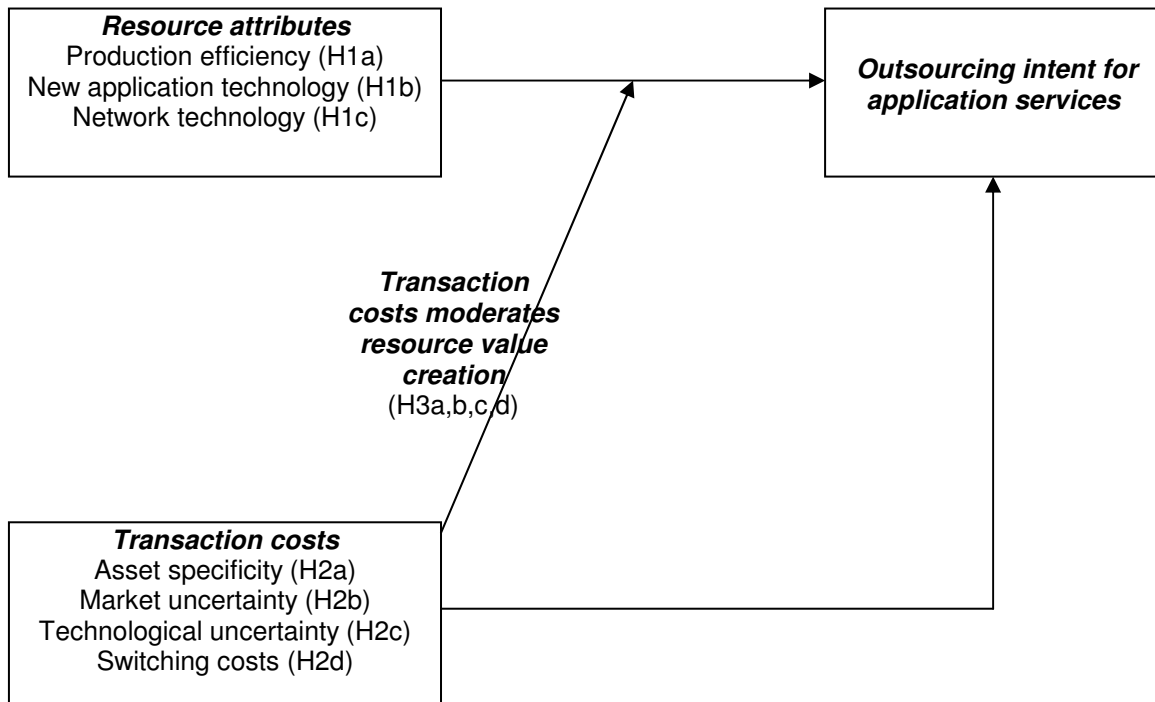 Resource attributes
Production efficiency (H1a)
New application technology (H1b)
Network technology (H1c)
Outsourcing intent for
application services
Transaction
costs moderates
resource value
creation
(H3a,b,c,d)
Transaction costs
Asset specificity (H2a)
Market uncertainty (H2b)
Technological uncertainty (H2c)
Switching costs (H2d)